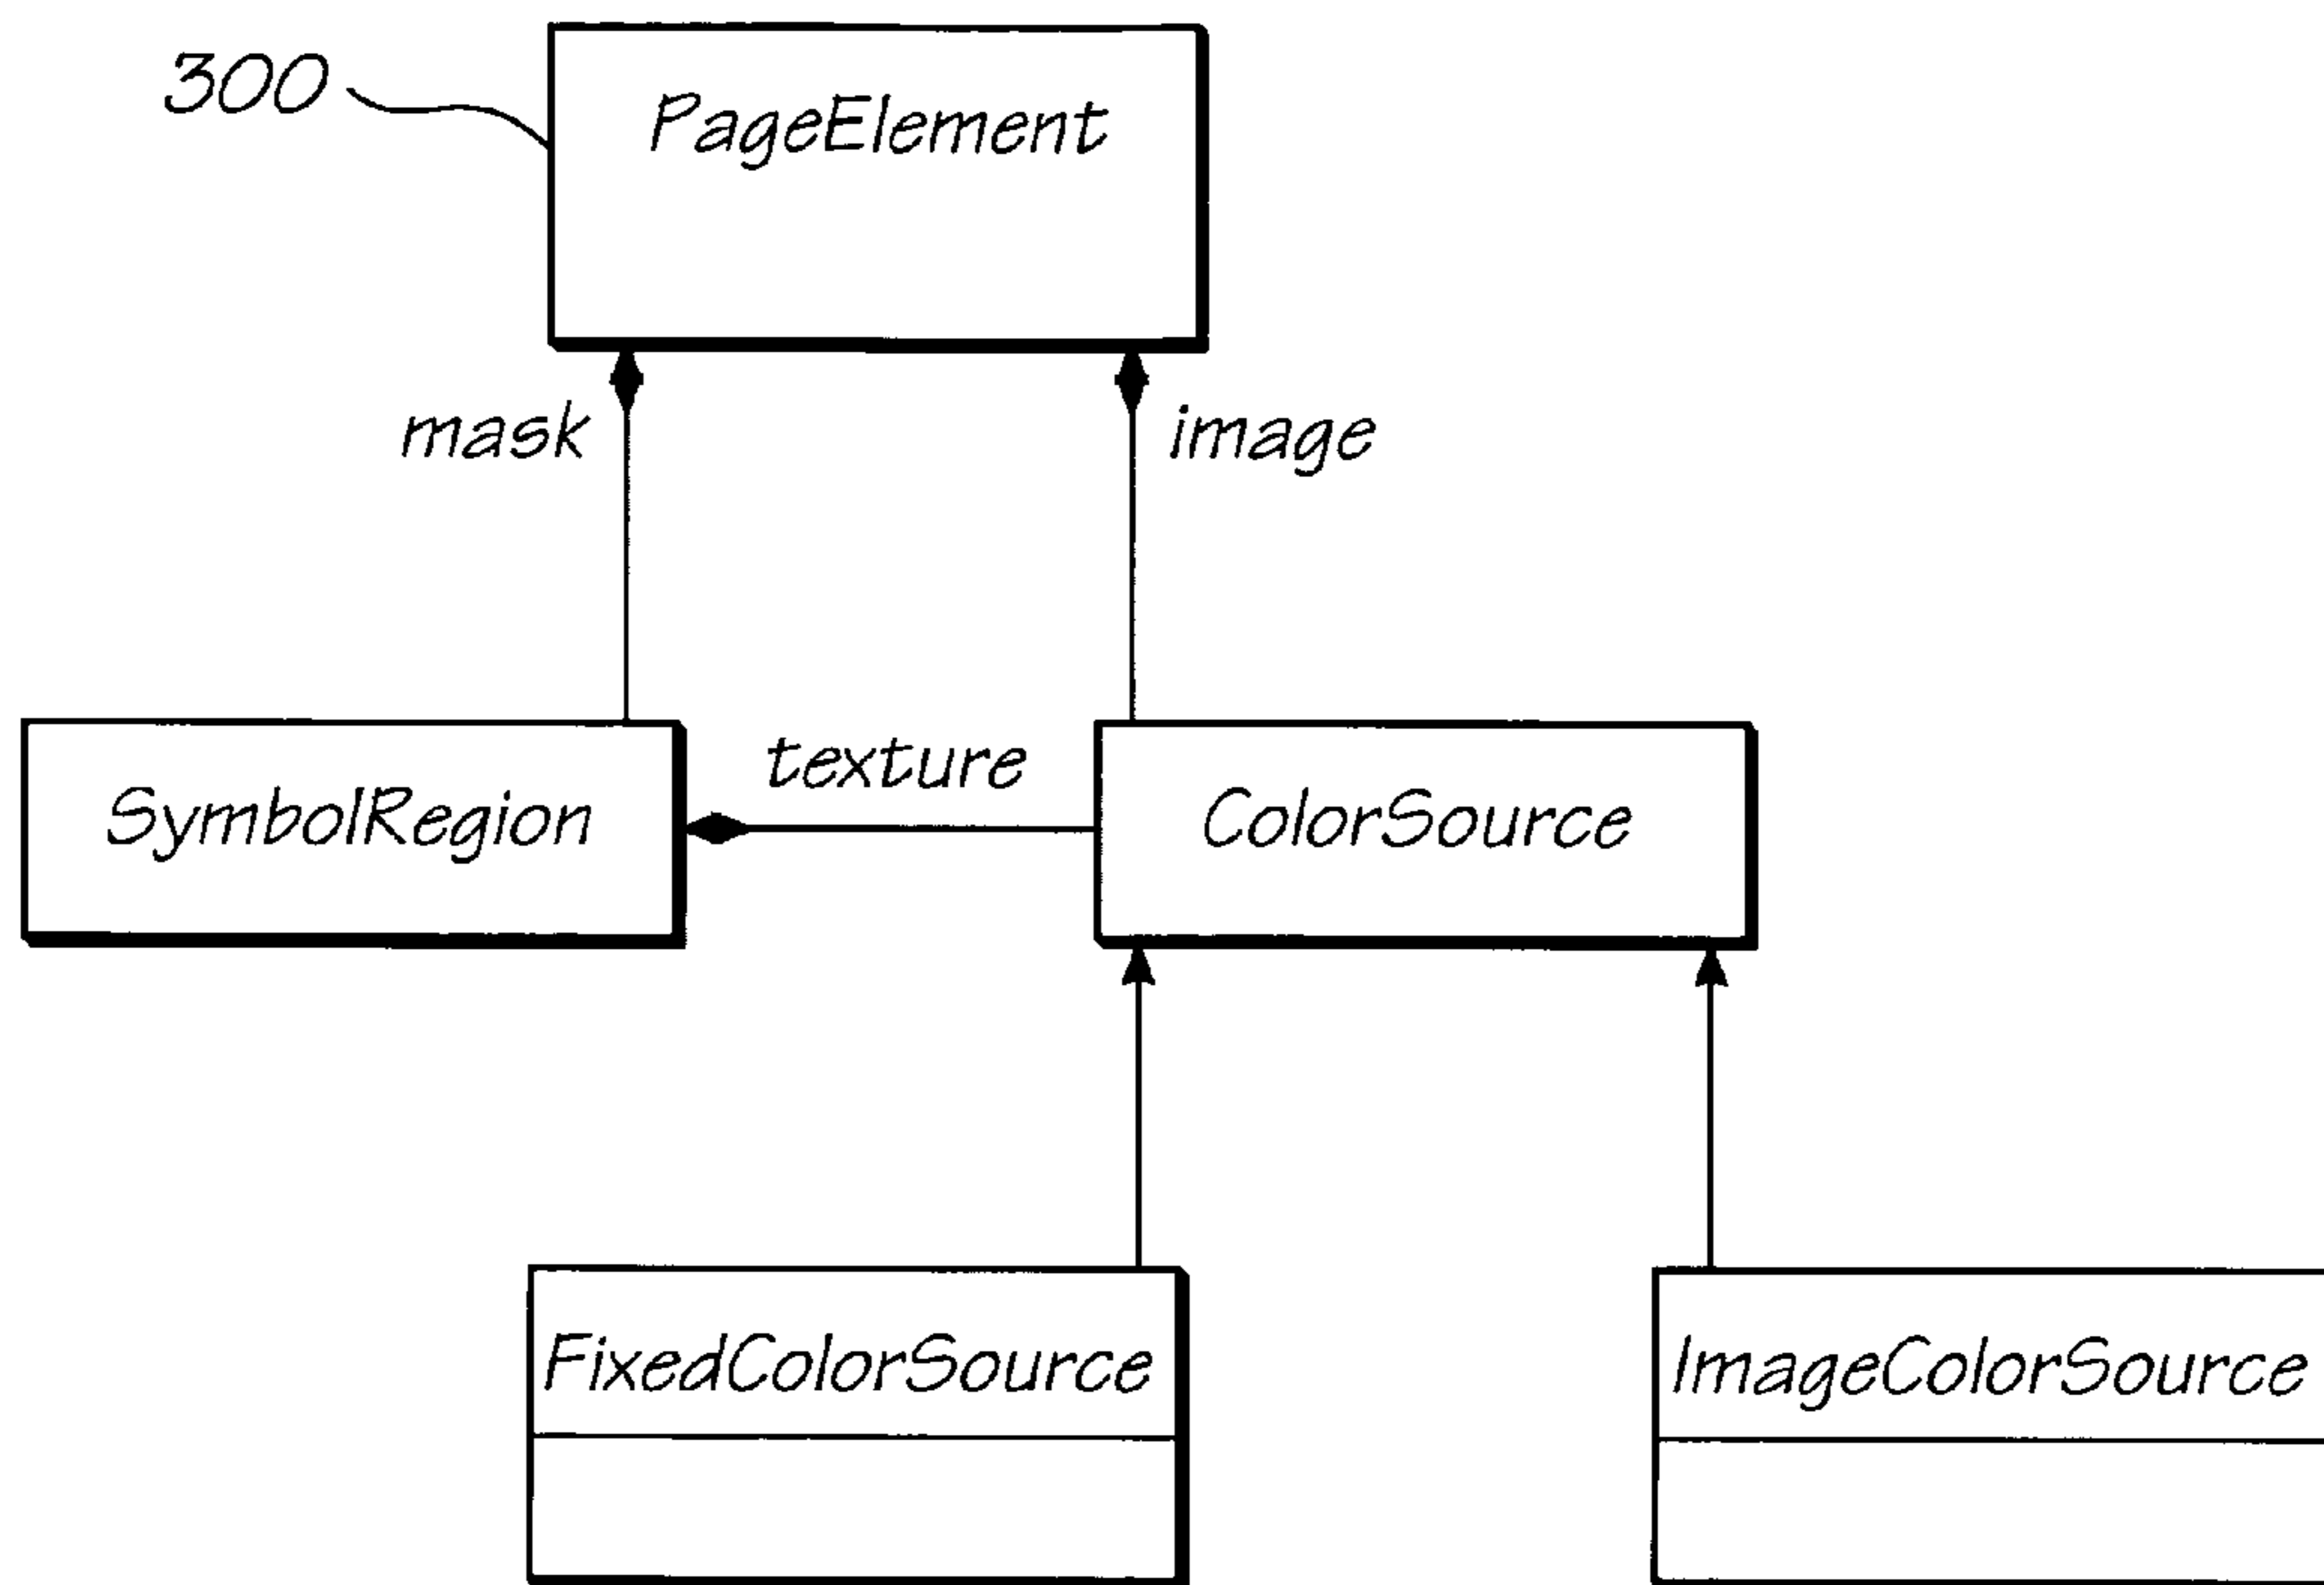 300
PageElement
mask
image
SymbolRegion
texture
ColorSource
FixedColorSource
ImageColorSource